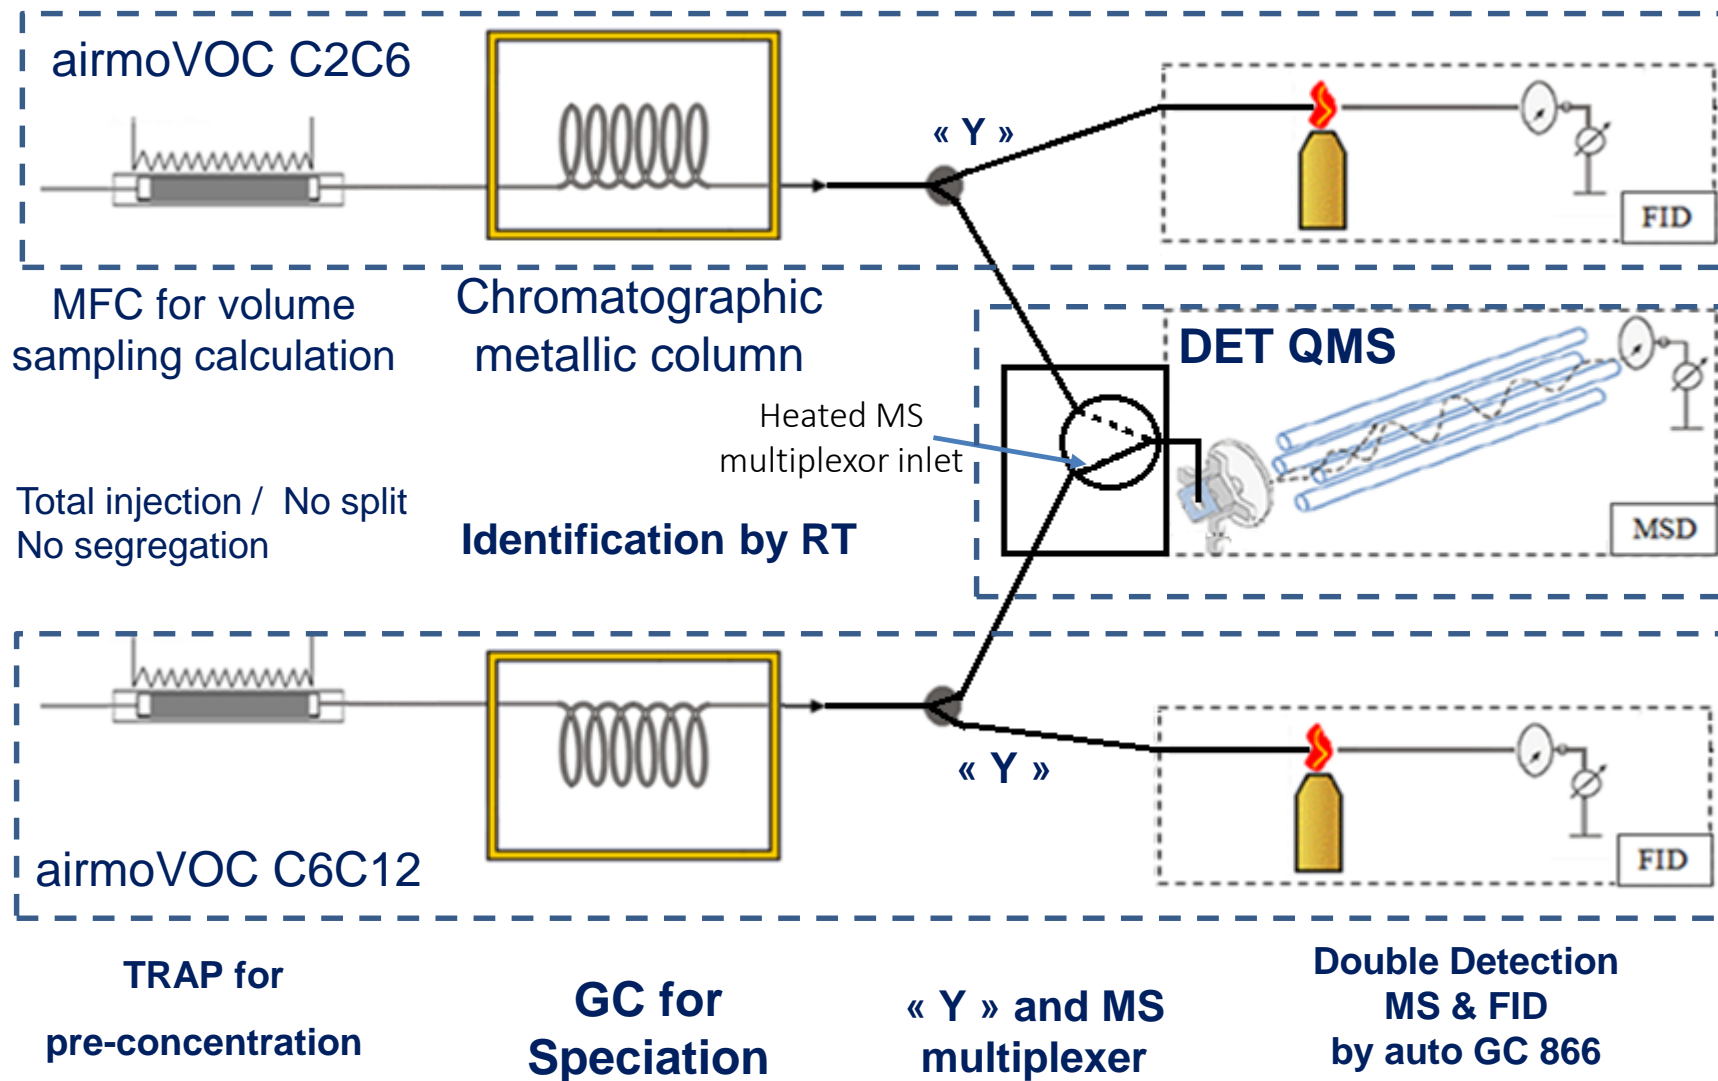 airmoVOC C2C6
« Y »
FID
MFC for volume
sampling calculation
Chromatographic
metallic column
DET QMS
Heated MS
multiplexor inlet
MSD
Total injection /  No split
No segregation
Identification by RT
« Y »
airmoVOC C6C12
FID
TRAP for
pre-concentration
GC for
Speciation
« Y » and MS
multiplexer
Double Detection
MS & FID
by auto GC 866